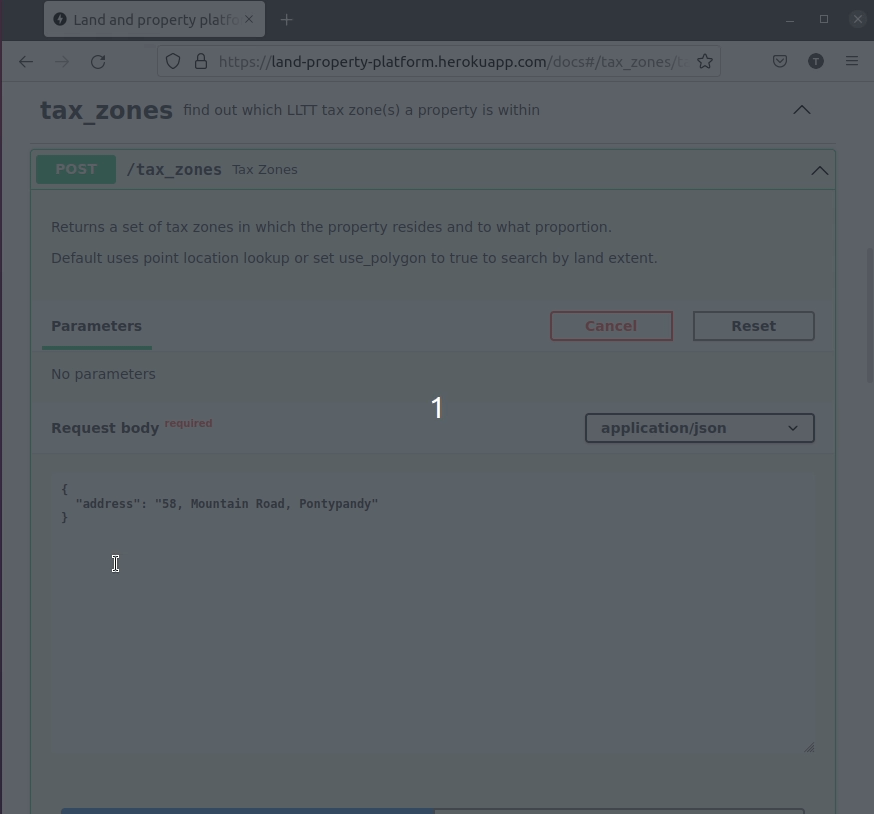 Land and property platfo
https://land-property-platform.herokuapp.com/docs#/tax_zones/ta
T
tax_zones find out which LLTT tax zone(s) a property is within
POST /tax_zones Tax Zones
Returns a set of tax zones in which the property resides and to what proportion.
Default uses point location lookup or set use_polygon to true to search by land extent.
Parameters
Cancel
Reset
No parameters
1
Request body required
application/json
{
"address": "58, Mountain Road, Pontypandy"
}